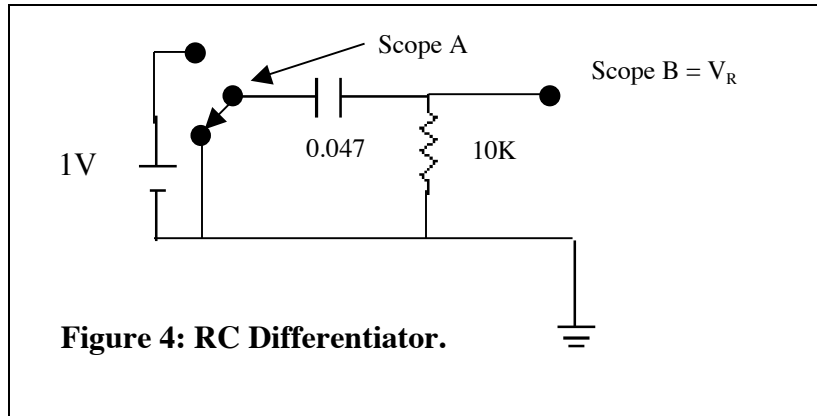 Scope A
Scope B = V_R
1V
0.047
10K
Figure 4: RC Differentiator.